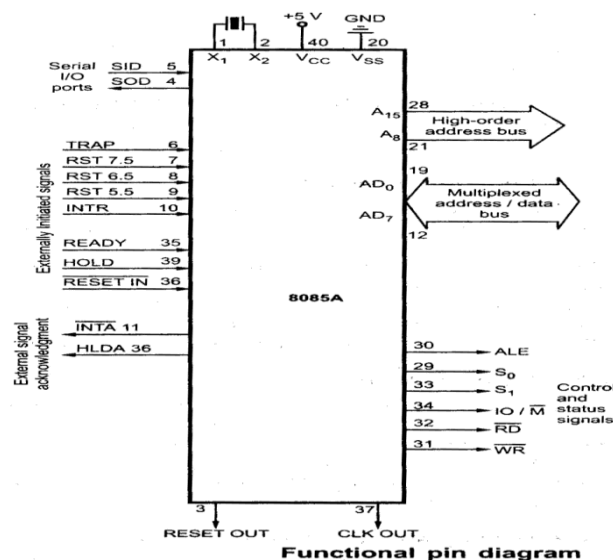 +5 V GND
1 2 40 20
X1 X2 VCC VSS
Serial I/O ports
SID 5
SOD 4
A15 28
High-order address bus
A8 21
Externally Initiated signals
TRAP 6
RST 7.5 7
RST 6.5 8
RST 5.5 9
INTR 10
19
AD0
Multiplexed address / data bus
AD7
12
READY 35
HOLD 39
RESET IN 36
8085A
External signal acknowledgment
INTA 11
HLDA 36
30 ALE
29 S0
33 S1
34 IO / M
32 RD
31 WR
Control and status signals
3 37
RESET OUT CLK OUT
Functional pin diagram